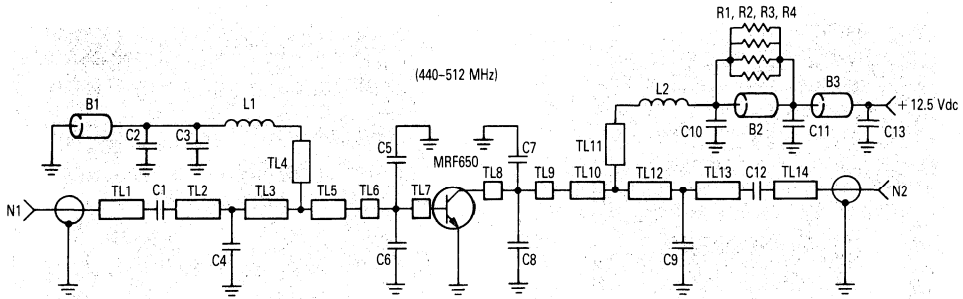 R1, R2, R3, R4
(440–512 MHz)
B1
L1
L2
B3
+ 12.5 Vdc
C2
C3
C10
B2
C11
C13
TL4
C5
C7
MRF650
TL11
N1
TL1
C1
TL2
TL3
TL5
TL6
TL7
TL8
TL9
TL10
TL12
TL13
C12
TL14
N2
C4
C6
C8
C9